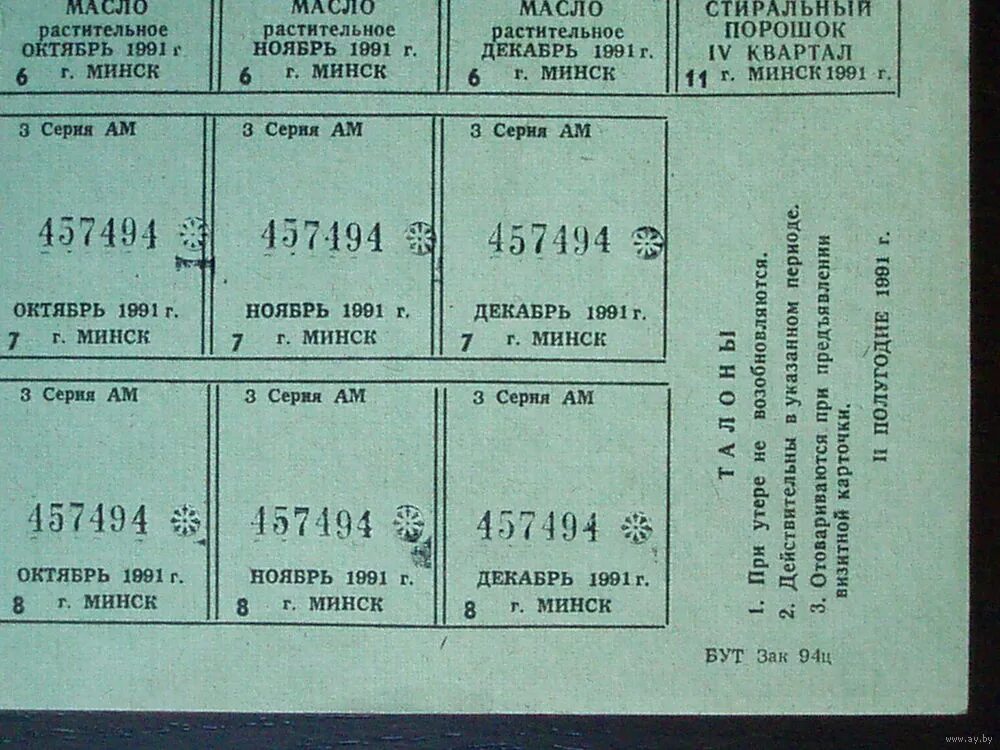 МАСЛО
растительное
ОКТЯБРЬ 1991 г
6 г. МИНСК
МАСЛО
растительное
НОЯБРЬ 1991 г.
6 г. МИНСК
МАСЛО
растительное
ДЕКАБРЬ 1991 г.
6 г. МИНСК
СТИРАЛЬНЫЙ
ПОРОШОК
IV КВАРТАЛ
11 г. МИНСК 1991 г.
3 Серия АМ
457494
ОКТЯБРЬ 1991 г.
7 г. МИНСК
3 Серия АМ
457494
НОЯБРЬ 1991 г.
7 г. МИНСК
3 Серия АМ
457494
ДЕКАБРЬ 1991 г.
7 г. МИНСК
3 Серия АМ
457494
ОКТЯБРЬ 1991 г.
8 г. МИНСК
3 Серия АМ
457494
НОЯБРЬ 1991 г.
8 г. МИНСК
3 Серия АМ
457494
ДЕКАБРЬ 1991 г.
8 г. МИНСК
ТАЛОНЫ
1. При утере не возобновляются.
2. Действительны в указанном периоде.
3. Отовариваются при предъявлении
визитной карточки.
II ПОЛУГОДИЕ 1991 г.
БУТ Зак 94ц
www.ay.by